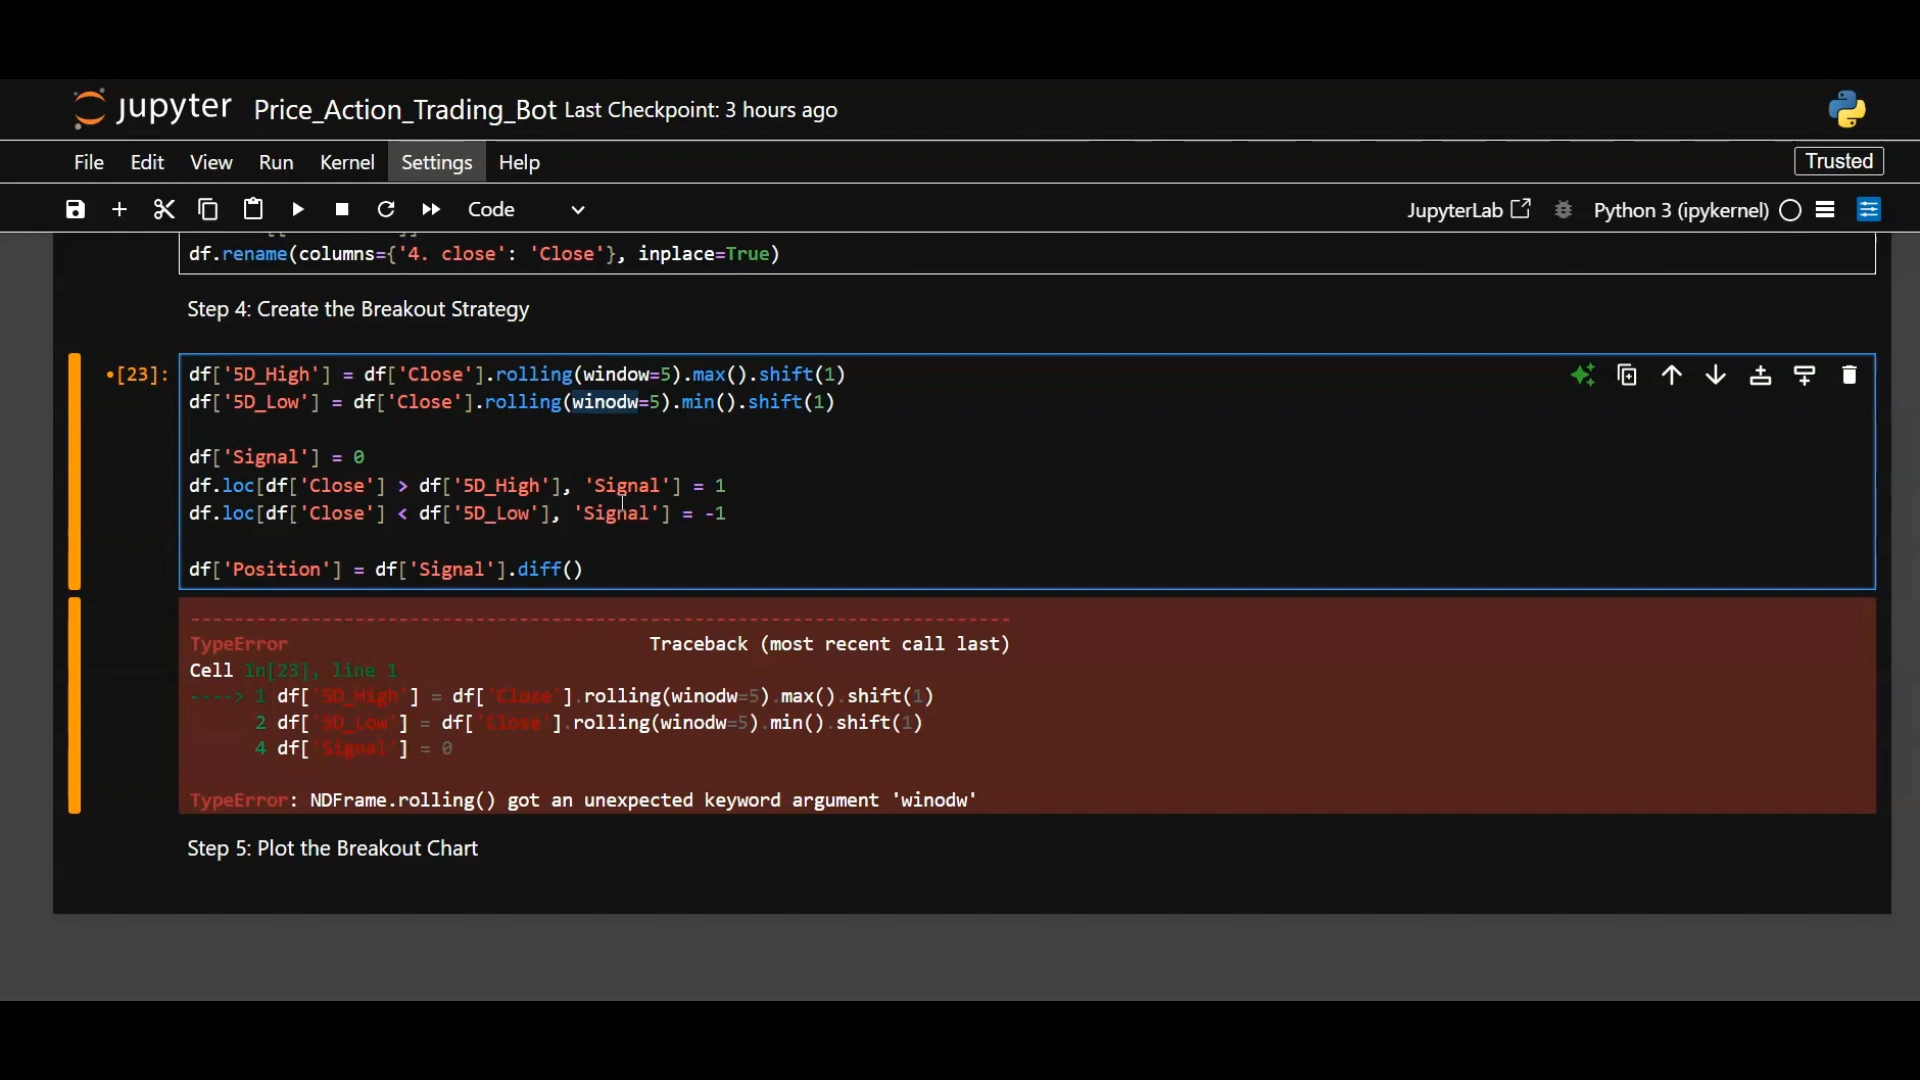 jupyter Price_Action_Trading_Bot Last Checkpoint: 3 hours ago
File Edit View Run Kernel Settings Help Trusted
Code JupyterLab Python 3 (ipykernel)
df.rename(columns={'4. close': 'Close'}, inplace=True)
Step 4: Create the Breakout Strategy
•[23]:
df['5D_High'] = df['Close'].rolling(window=5).max().shift(1)
df['5D_Low'] = df['Close'].rolling(winodw=5).min().shift(1)
df['Signal'] = 0
df.loc[df['Close'] > df['5D_High'], 'Signal'] = 1
df.loc[df['Close'] < df['5D_Low'], 'Signal'] = -1
df['Position'] = df['Signal'].diff()
---------------------------------------------------------------------------
TypeError Traceback (most recent call last)
Cell In[23], line 1
----> 1 df['5D_High'] = df['Close'].rolling(winodw=5).max().shift(1)
2 df['5D_Low'] = df['Close'].rolling(winodw=5).min().shift(1)
4 df['Signal'] = 0
TypeError: NDFrame.rolling() got an unexpected keyword argument 'winodw'
Step 5: Plot the Breakout Chart